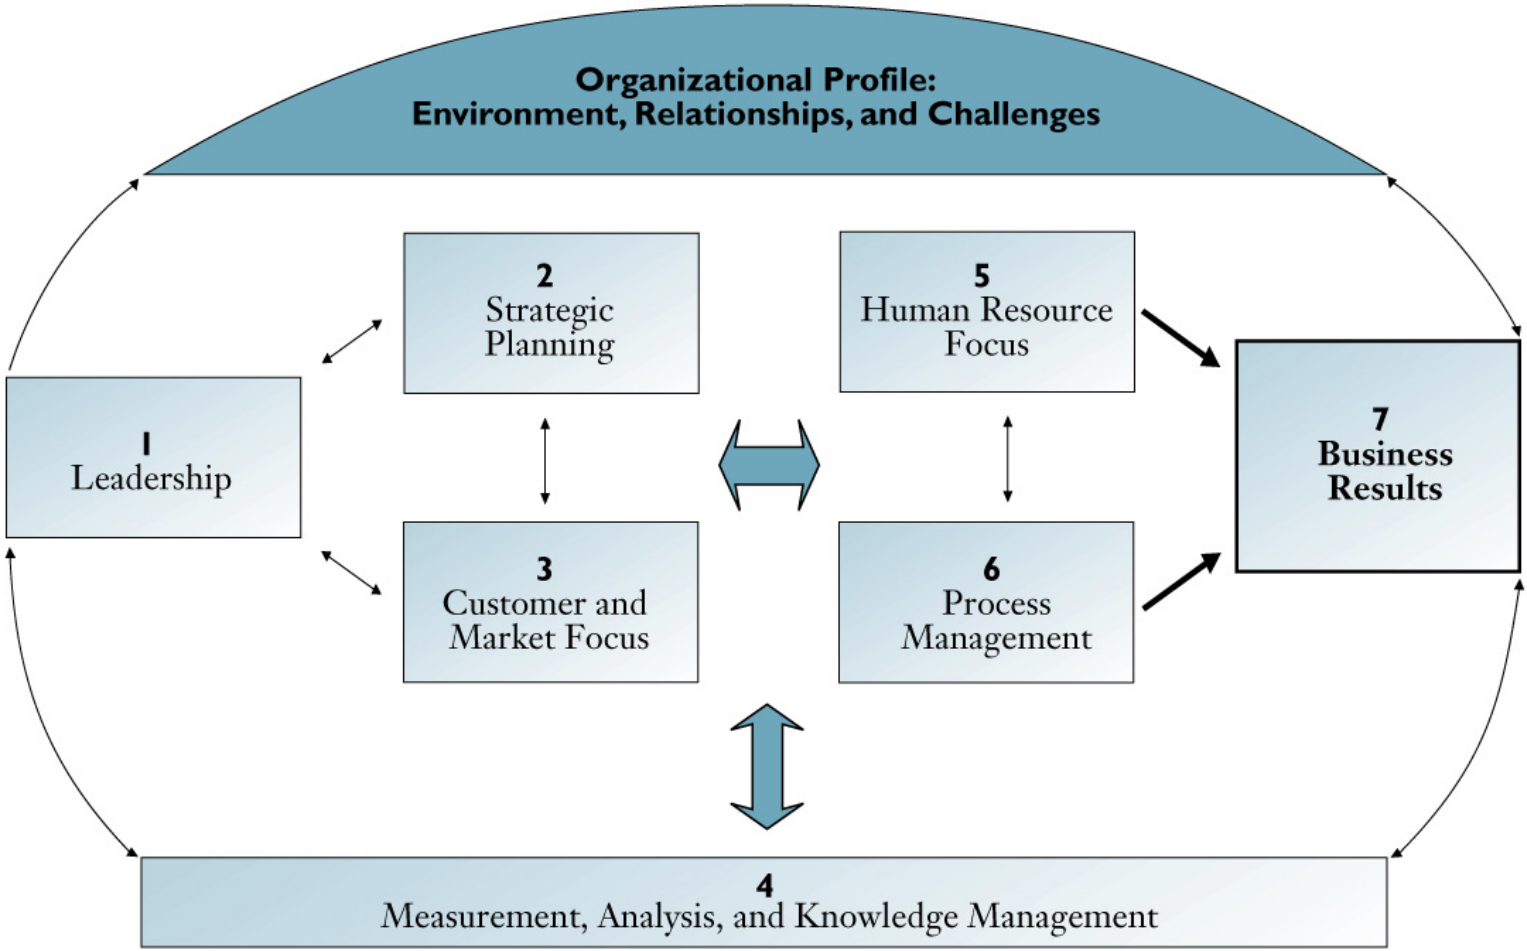 Organizational Profile:
Environment, Relationships, and Challenges
2
Strategic
Planning
5
Human Resource
Focus
1
Leadership
7
Business
Results
3
Customer and
Market Focus
6
Process
Management
4
Measurement, Analysis, and Knowledge Management